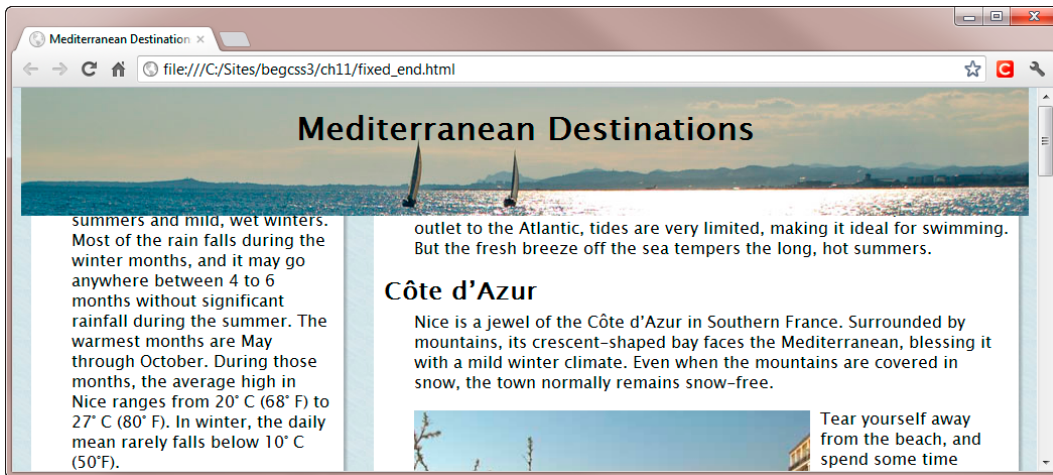 Mediterranean Destination
file:///C:/Sites/begcss3/ch11/fixed_end.html
Mediterranean Destinations
summers and mild, wet winters.
Most of the rain falls during the
winter months, and it may go
anywhere between 4 to 6
months without significant
rainfall during the summer. The
warmest months are May
through October. During those
months, the average high in
Nice ranges from 20° C (68° F) to
27° C (80° F). In winter, the daily
mean rarely falls below 10° C
(50°F).
outlet to the Atlantic, tides are very limited, making it ideal for swimming.
But the fresh breeze off the sea tempers the long, hot summers.
Côte d’Azur
Nice is a jewel of the Côte d’Azur in Southern France. Surrounded by
mountains, its crescent-shaped bay faces the Mediterranean, blessing it
with a mild winter climate. Even when the mountains are covered in
snow, the town normally remains snow-free.
Tear yourself away
from the beach, and
spend some time